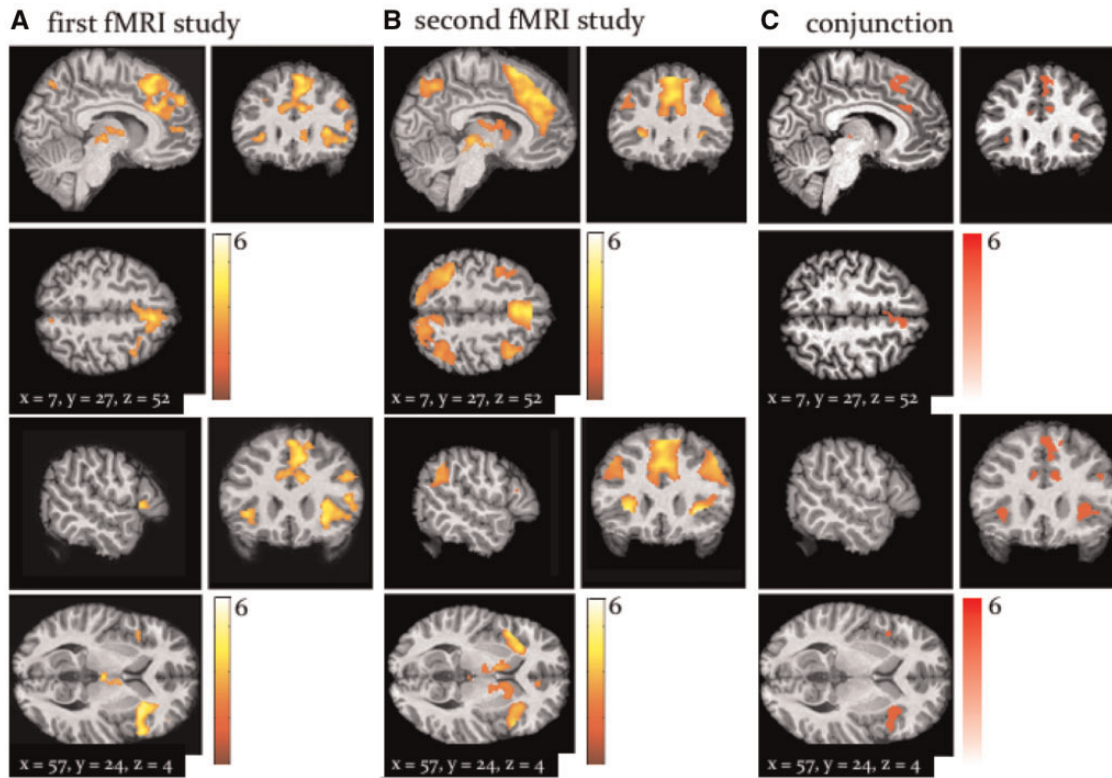 A first fMRI study
B second fMRI study
C conjunction
6
6
6
x = 7, y = 27, z = 52
x = 7, y = 27, z = 52
x = 7, y = 27, z = 52
6
6
6
x = 57, y = 24, z = 4
x = 57, y = 24, z = 4
x = 57, y = 24, z = 4